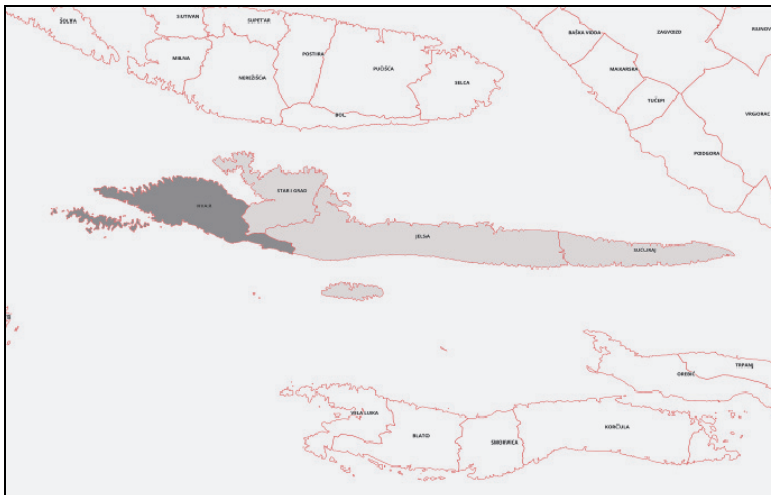 ŠOLTA
SUTIVAN
SUPETAR
MILNA
NEREŽIŠĆA
POSTIRA
PUČIŠĆA
SELCA
BOL
BAŠKA VODA
ZAGVOZD
MAKARSKA
TUČEPI
PODGORA
VRGORAC
HVAR
STARI GRAD
JELSA
SUĆURAJ
TRPANJ
OREBIĆ
VELA LUKA
BLATO
SMOKVICA
KORČULA